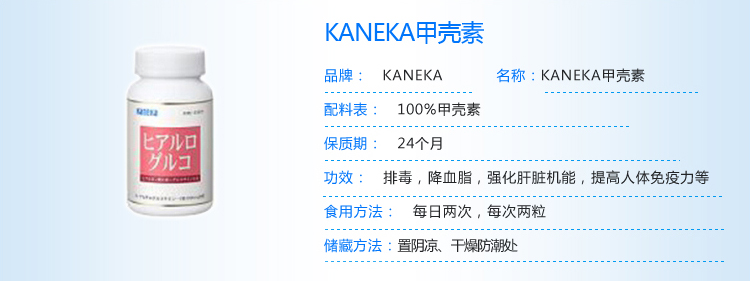 KANEKA甲壳素
品牌： KANEKA 名称：KANEKA甲壳素
配料表： 100%甲壳素
保质期： 24个月
功效： 排毒，降血脂，强化肝脏机能，提高人体免疫力等
食用方法： 每日两次，每次两粒
储藏方法：置阴凉、干燥防潮处
Kaneka
ヒアルロ
グルコ